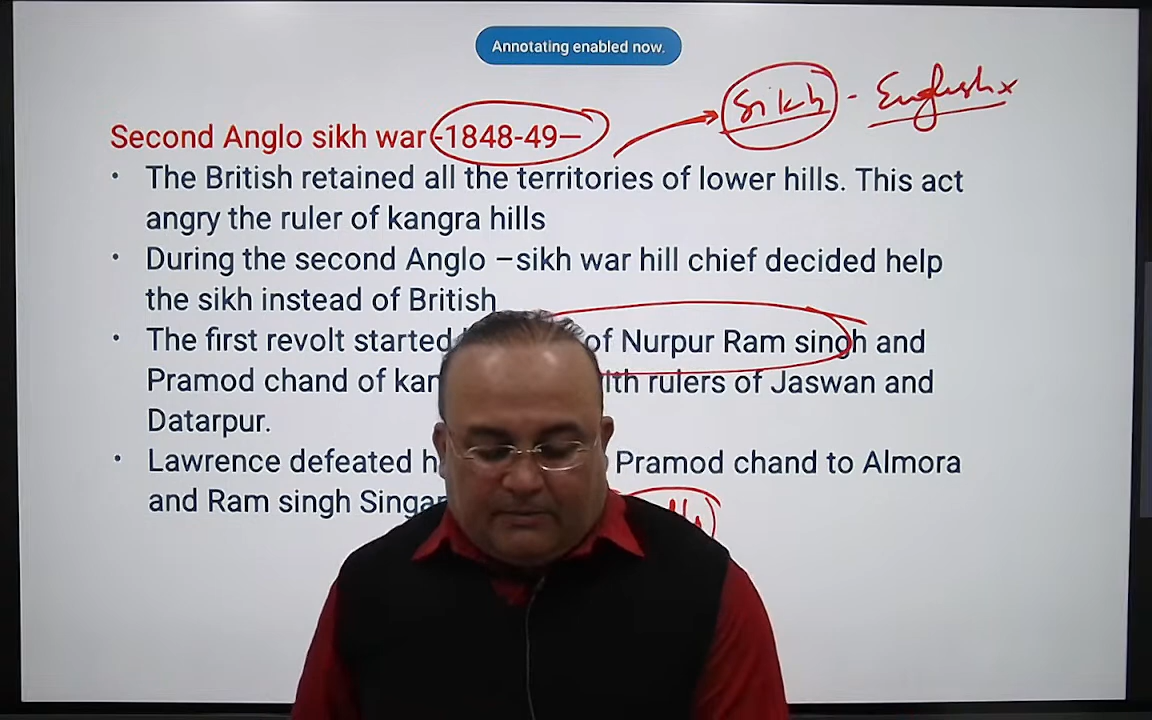 Annotating enabled now.
Sikh - English x
Second Anglo sikh war -1848-49–
• The British retained all the territories of lower hills. This act
angry the ruler of kangra hills
• During the second Anglo –sikh war hill chief decided help
the sikh instead of British
• The first revolt started of Nurpur Ram singh and
Pramod chand of rulers of Jaswan and
Datarpur.
• Lawrence defeated Pramod chand to Almora
and Ram singh